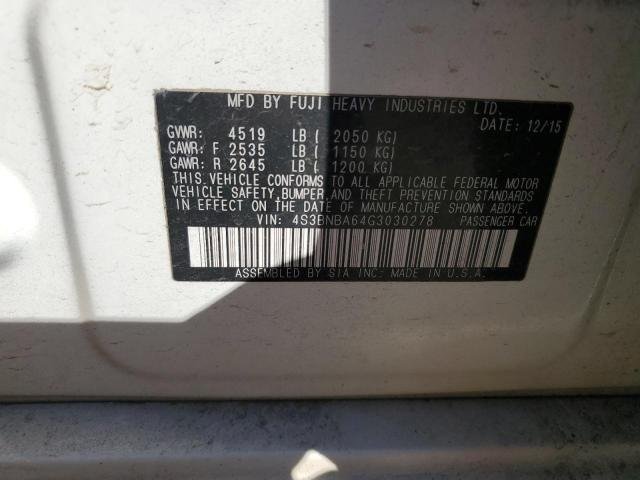 MFD BY FUJI HEAVY INDUSTRIES LTD.
DATE: 12/15
GVWR: 4519 LB ( 2050 KG)
GAWR: F 2535 LB ( 1150 KG)
GAWR: R 2645 LB ( 1200 KG)
THIS VEHICLE CONFORMS TO ALL APPLICABLE FEDERAL MOTOR
VEHICLE SAFETY, BUMPER, AND THEFT PREVENTION STANDARDS
IN EFFECT ON THE DATE OF MANUFACTURE SHOWN ABOVE.
VIN: 4S3BNBA64G3030278 PASSENGER CAR
ASSEMBLED BY SIA INC. MADE IN U.S.A.